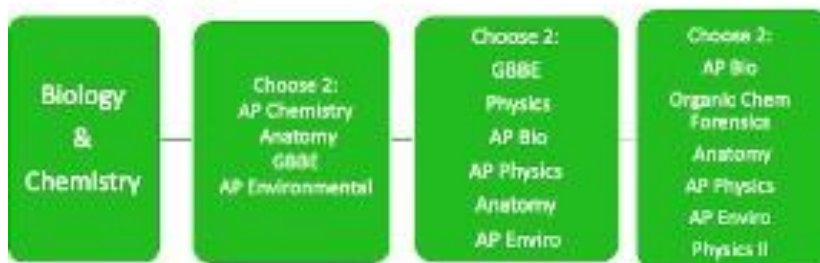 Biology
&
Chemistry
Choose 2:
AP Chemistry
Anatomy
GBBE
AP Environmental
Choose 2:
GBBE
Physics
AP Bio
AP Physics
Anatomy
AP Enviro
Choose 2:
AP Bio
Organic Chem
Forensics
Anatomy
AP Physics
AP Enviro
Physics II